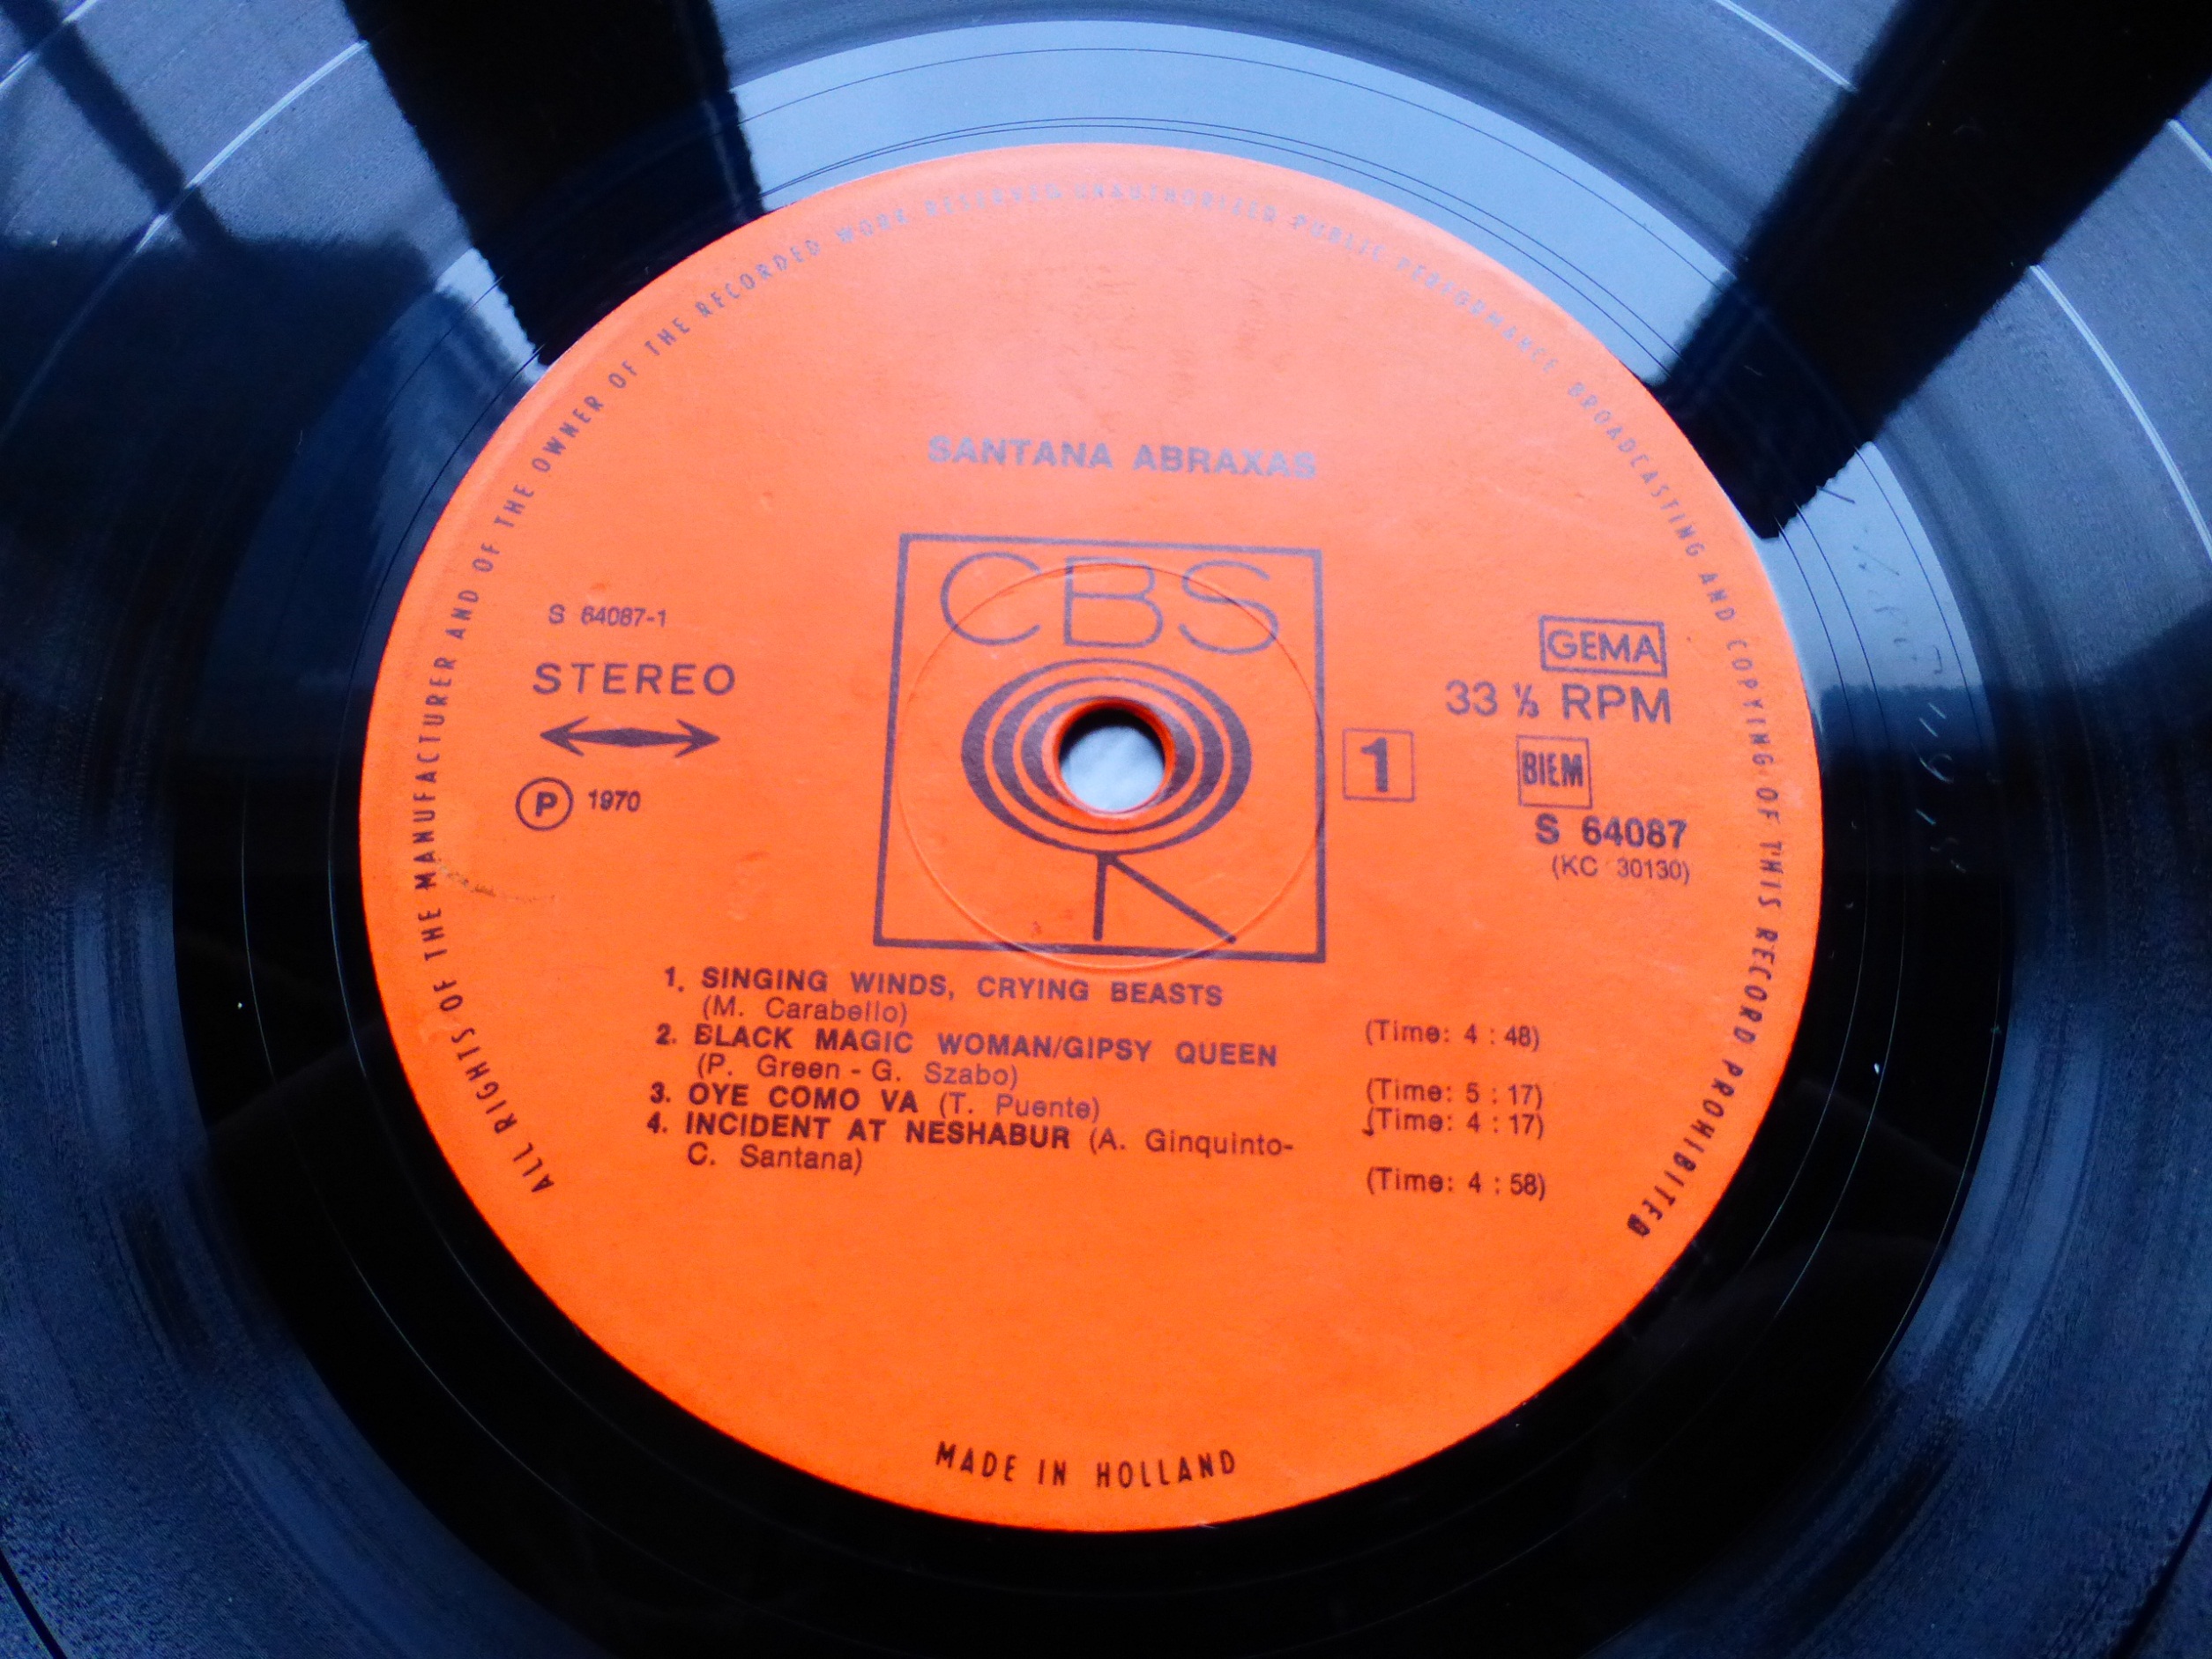 ALL RIGHTS OF THE MANUFACTURER AND OF THE OWNER OF THE RECORDED WORK RESERVED UNAUTHORIZED PUBLIC PERFORMANCE BROADCASTING AND COPYING OF THIS RECORD PROHIBITED
SANTANA ABRAXAS
CBS
S 64087-1
STEREO
P 1970
1
GEMA
33 ⅓ RPM
BIEM
S 64087
(KC 30130)
1. SINGING WINDS, CRYING BEASTS
(M. Carabello) (Time: 4 : 48)
2. BLACK MAGIC WOMAN/GIPSY QUEEN
(P. Green - G. Szabo) (Time: 5 : 17)
3. OYE COMO VA (T. Puente) (Time: 4 : 17)
4. INCIDENT AT NESHABUR (A. Ginquinto-
C. Santana) (Time: 4 : 58)
MADE IN HOLLAND